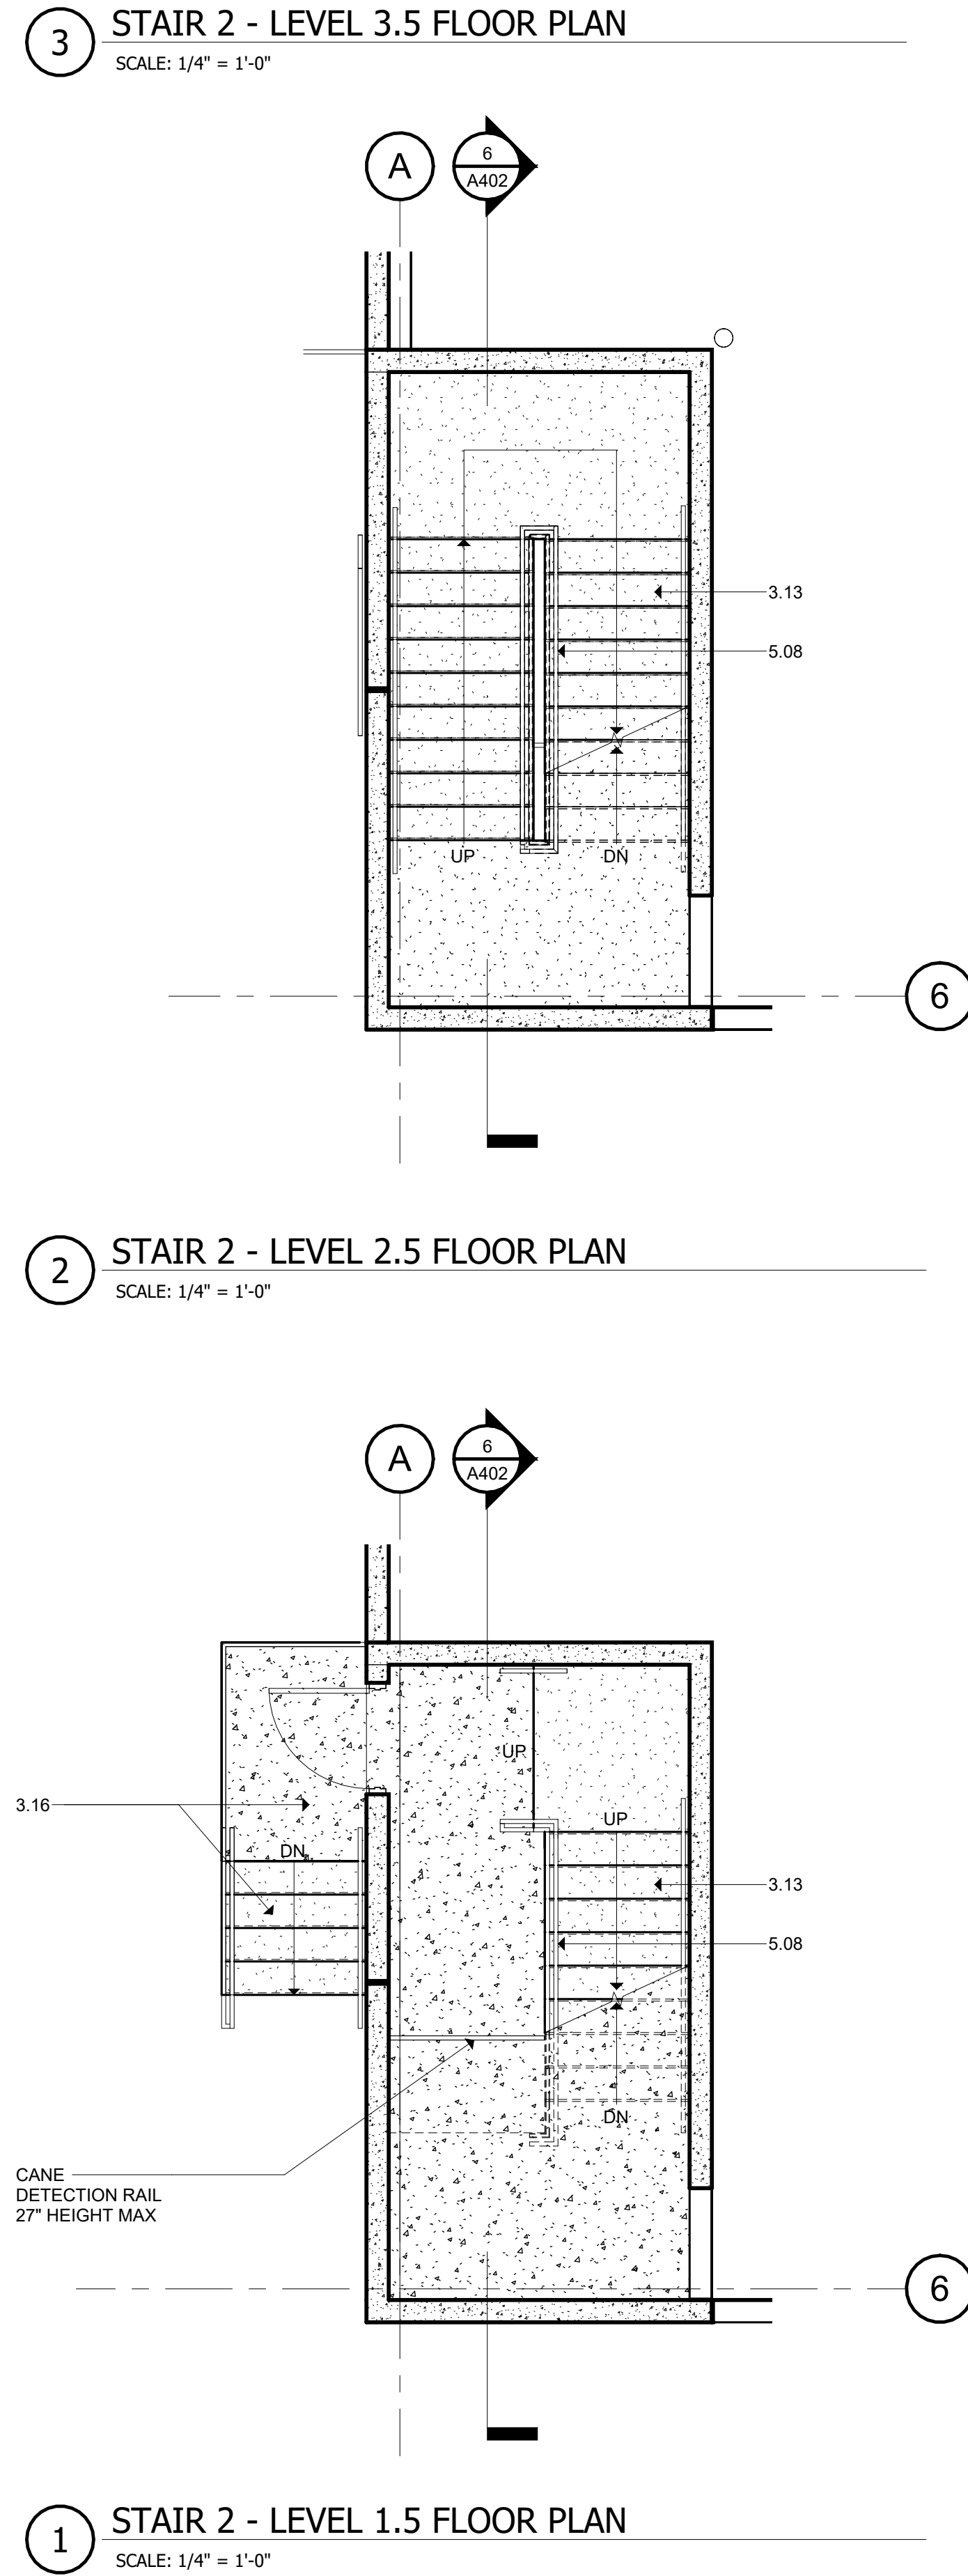 3
STAIR 2 - LEVEL 3.5 FLOOR PLAN
SCALE: 1/4" = 1'-0"
A
6
A402
3.13
5.08
UP
DN
6
2
STAIR 2 - LEVEL 2.5 FLOOR PLAN
SCALE: 1/4" = 1'-0"
A
6
A402
UP
3.16
UP
DN
3.13
5.08
DN
CANE
DETECTION RAIL
27" HEIGHT MAX
6
1
STAIR 2 - LEVEL 1.5 FLOOR PLAN
SCALE: 1/4" = 1'-0"